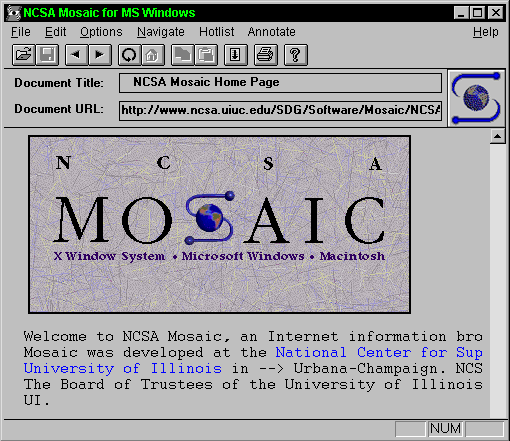 NCSA Mosaic for MS Windows
File Edit Options Navigate Hotlist Annotate Help
Document Title: NCSA Mosaic Home Page
Document URL: http://www.ncsa.uiuc.edu/SDG/Software/Mosaic/NCSA
N C S A
MOSAIC
X Window System • Microsoft Windows • Macintosh
Welcome to NCSA Mosaic, an Internet information bro
Mosaic was developed at the National Center for Sup
University of Illinois in --> Urbana-Champaign. NCS
The Board of Trustees of the University of Illinois
UI.
NUM